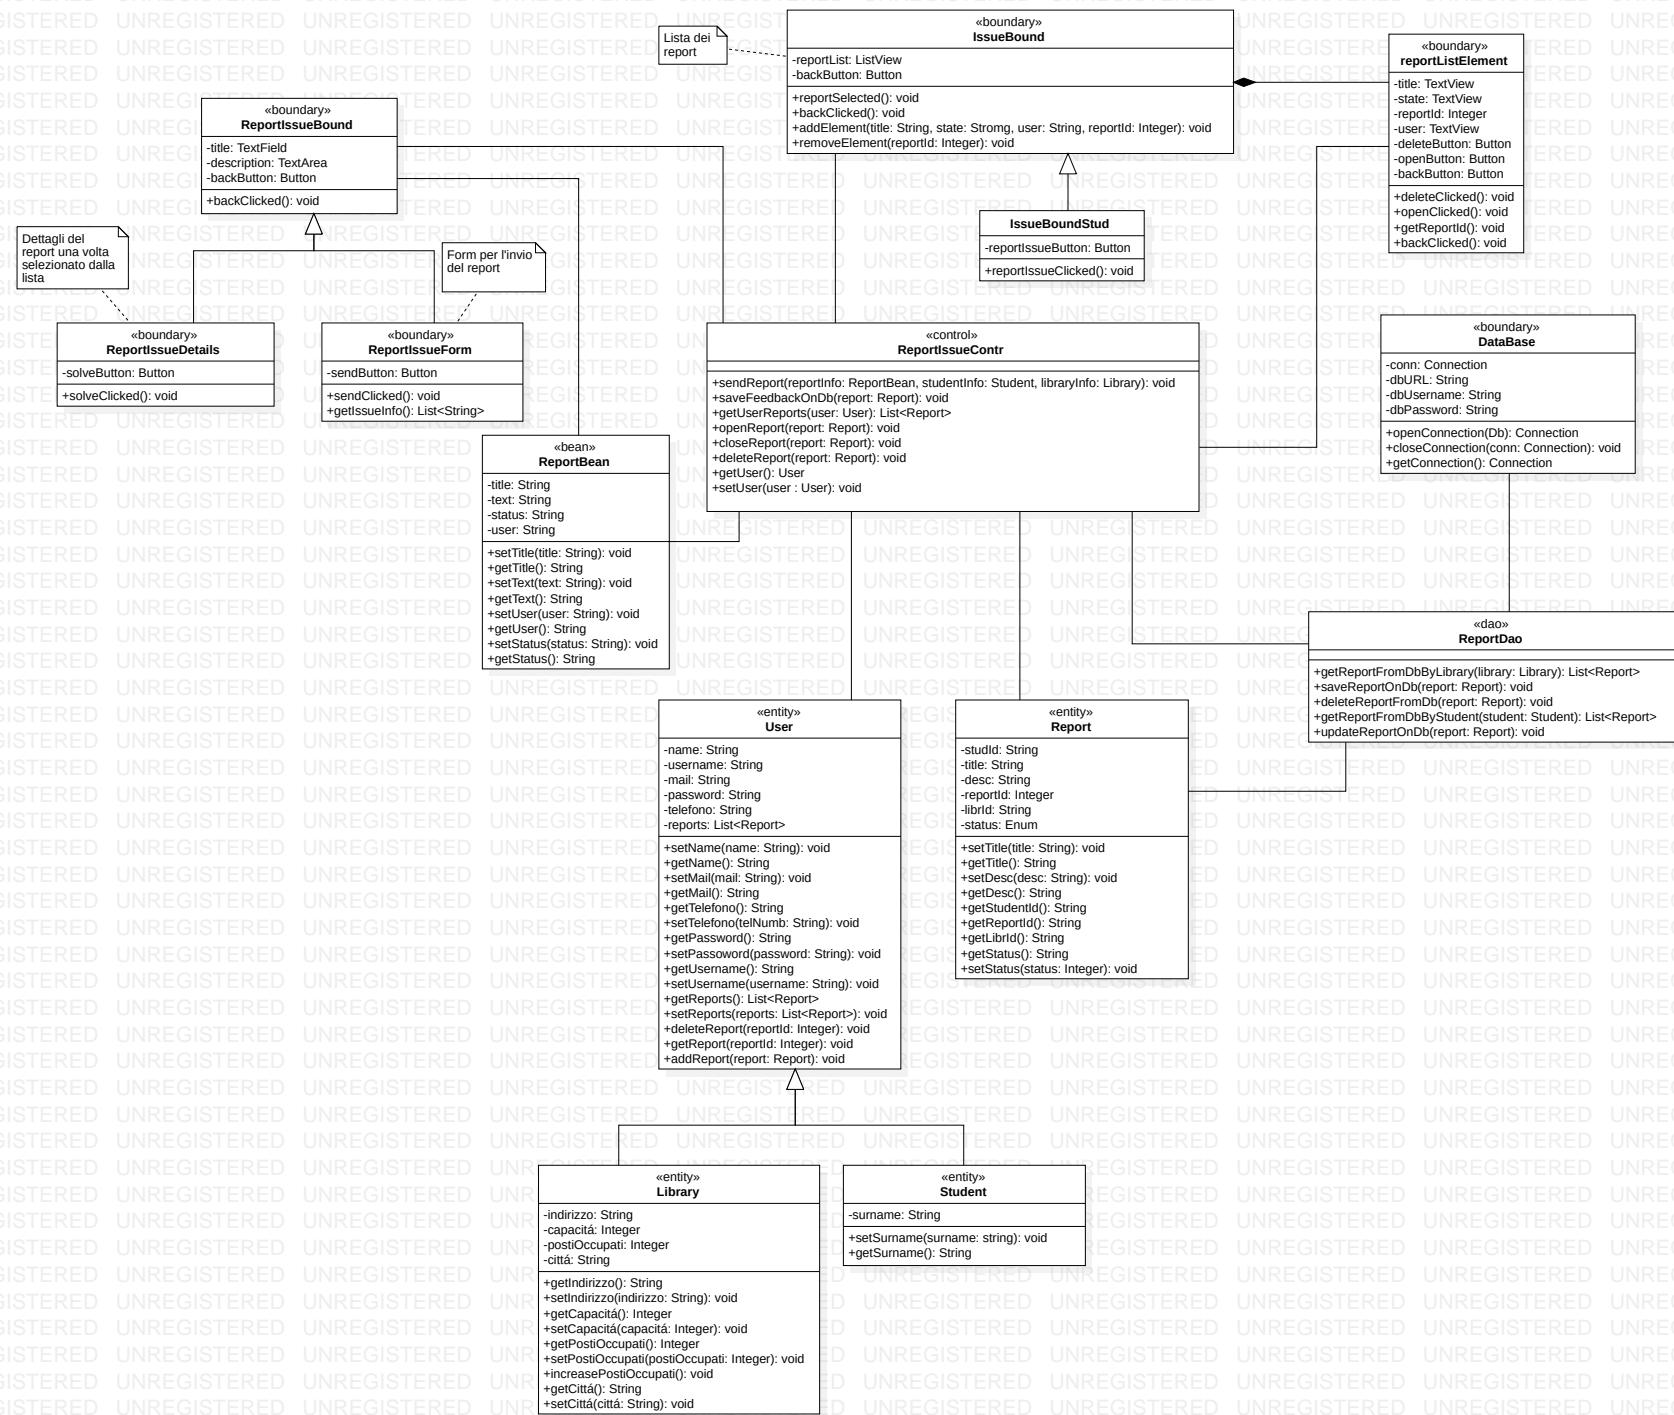 Lista dei
report
«boundary»
IssueBound
-reportList: ListView
-backButton: Button
+reportSelected(): void
+backClicked(): void
+addElement(title: String, state: Stromg, user: String, reportId: Integer): void
+removeElement(reportId: Integer): void
«boundary»
reportListElement
-title: TextView
-state: TextView
-reportId: Integer
-user: TextView
-deleteButton: Button
-openButton: Button
-backButton: Button
+deleteClicked(): void
+openClicked(): void
+getReportId(): void
+backClicked(): void
«boundary»
ReportIssueBound
-title: TextField
-description: TextArea
-backButton: Button
+backClicked(): void
IssueBoundStud
-reportIssueButton: Button
+reportIssueClicked(): void
Dettagli del
report una volta
selezionato dalla
lista
Form per l'invio
del report
«boundary»
ReportIssueDetails
-solveButton: Button
+solveClicked(): void
«boundary»
ReportIssueForm
-sendButton: Button
+sendClicked(): void
+getIssueInfo(): List<String>
«control»
ReportIssueContr
+sendReport(reportInfo: ReportBean, studentInfo: Student, libraryInfo: Library): void
+saveFeedbackOnDb(report: Report): void
+getUserReports(user: User): List<Report>
+openReport(report: Report): void
+closeReport(report: Report): void
+deleteReport(report: Report): void
+getUser(): User
+setUser(user : User): void
«boundary»
DataBase
-conn: Connection
-dbURL: String
-dbUsername: String
-dbPassword: String
+openConnection(Db): Connection
+closeConnection(conn: Connection): void
+getConnection(): Connection
«bean»
ReportBean
-title: String
-text: String
-status: String
-user: String
+setTitle(title: String): void
+getTitle(): String
+setText(text: String): void
+getText(): String
+setUser(user: String): void
+getUser(): String
+setStatus(status: String): void
+getStatus(): String
«dao»
ReportDao
+getReportFromDbByLibrary(library: Library): List<Report>
+saveReportOnDb(report: Report): void
+deleteReportFromDb(report: Report): void
+getReportFromDbByStudent(student: Student): List<Report>
+updateReportOnDb(report: Report): void
«entity»
User
-name: String
-username: String
-mail: String
-password: String
-telefono: String
-reports: List<Report>
+setName(name: String): void
+getName(): String
+setMail(mail: String): void
+getMail(): String
+getTelefono(): String
+setTelefono(telNumb: String): void
+getPassword(): String
+setPassoword(password: String): void
+getUsername(): String
+setUsername(username: String): void
+getReports(): List<Report>
+setReports(reports: List<Report>): void
+deleteReport(reportId: Integer): void
+getReport(reportId: Integer): void
+addReport(report: Report): void
«entity»
Report
-studId: String
-title: String
-desc: String
-reportId: Integer
-librId: String
-status: Enum
+setTitle(title: String): void
+getTitle(): String
+setDesc(desc: String): void
+getDesc(): String
+getStudentId(): String
+getReportId(): String
+getLibrId(): String
+getStatus(): String
+setStatus(status: Integer): void
«entity»
Library
-indirizzo: String
-capacitá: Integer
-postiOccupati: Integer
-cittá: String
+getIndirizzo(): String
+setIndirizzo(indirizzo: String): void
+getCapacitá(): Integer
+setCapacitá(capacitá: Integer): void
+getPostiOccupati(): Integer
+setPostiOccupati(postiOccupati: Integer): void
+increasePostiOccupati(): void
+getCittá(): String
+setCittá(cittá: String): void
«entity»
Student
-surname: String
+setSurname(surname: string): void
+getSurname(): String